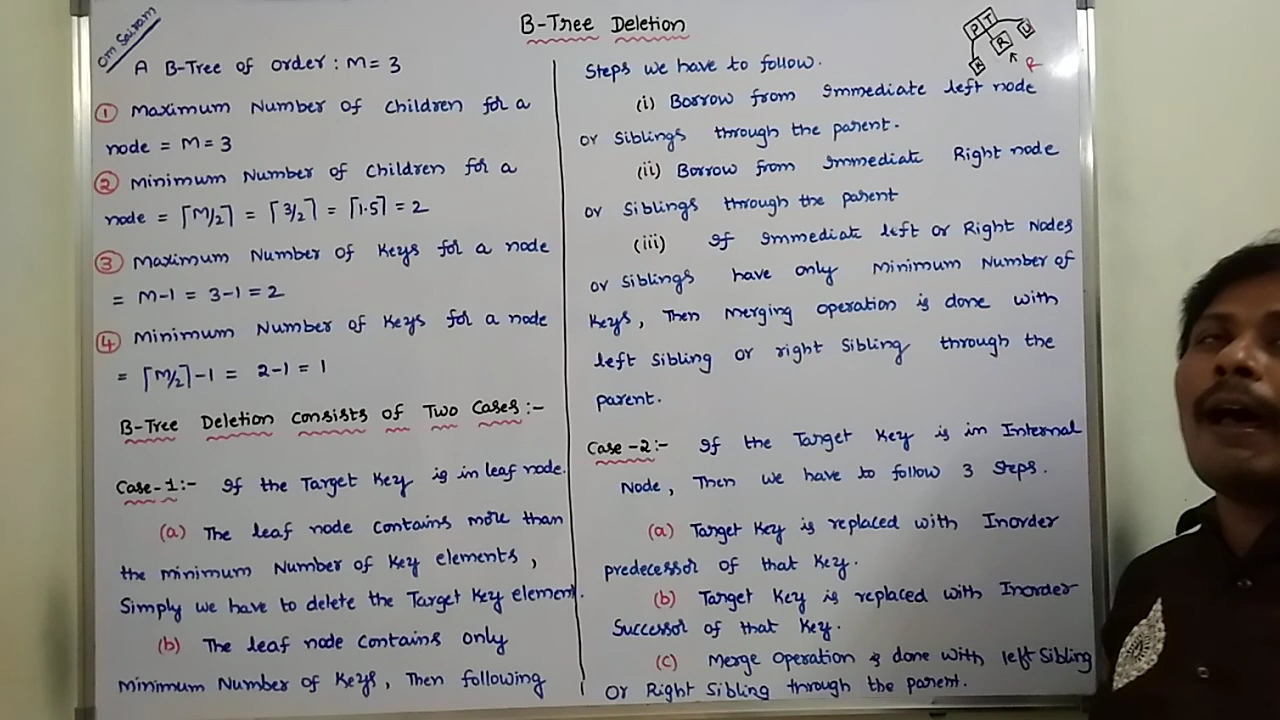 Om Sairam
B-Tree Deletion
A B-Tree of order : M = 3
① Maximum Number of children for a
node = M = 3
② Minimum Number of children for a
node = ⌈M/2⌉ = ⌈3/2⌉ = ⌈1.5⌉ = 2
③ Maximum Number of Keys for a node
= M-1 = 3-1 = 2
④ Minimum Number of Keys for a node
= ⌈M/2⌉-1 = 2-1 = 1
B-Tree Deletion consists of Two Cases:-
Case-1:- If the Target Key is in leaf node.
(a) The leaf node contains more than
the minimum Number of Key elements,
Simply we have to delete the Target Key element.
(b) The leaf node contains only
minimum Number of Keys, Then following
Steps we have to follow.
(i) Borrow from Immediate left node
or Siblings through the parent.
(ii) Borrow from Immediate Right node
or Siblings through the parent
(iii) If Immediate left or Right Nodes
or Siblings have only Minimum Number of
Keys, Then Merging operation is done with
left Sibling or right Sibling through the
parent.
Case-2:- If the Target Key is in Internal
Node, Then we have to follow 3 Steps.
(a) Target Key is replaced with Inorder
predecessor of that Key.
(b) Target Key is replaced with Inorder
Successor of that Key.
(c) Merge Operation is done with left Sibling
Or Right Sibling through the parent.
P T
R
U
R